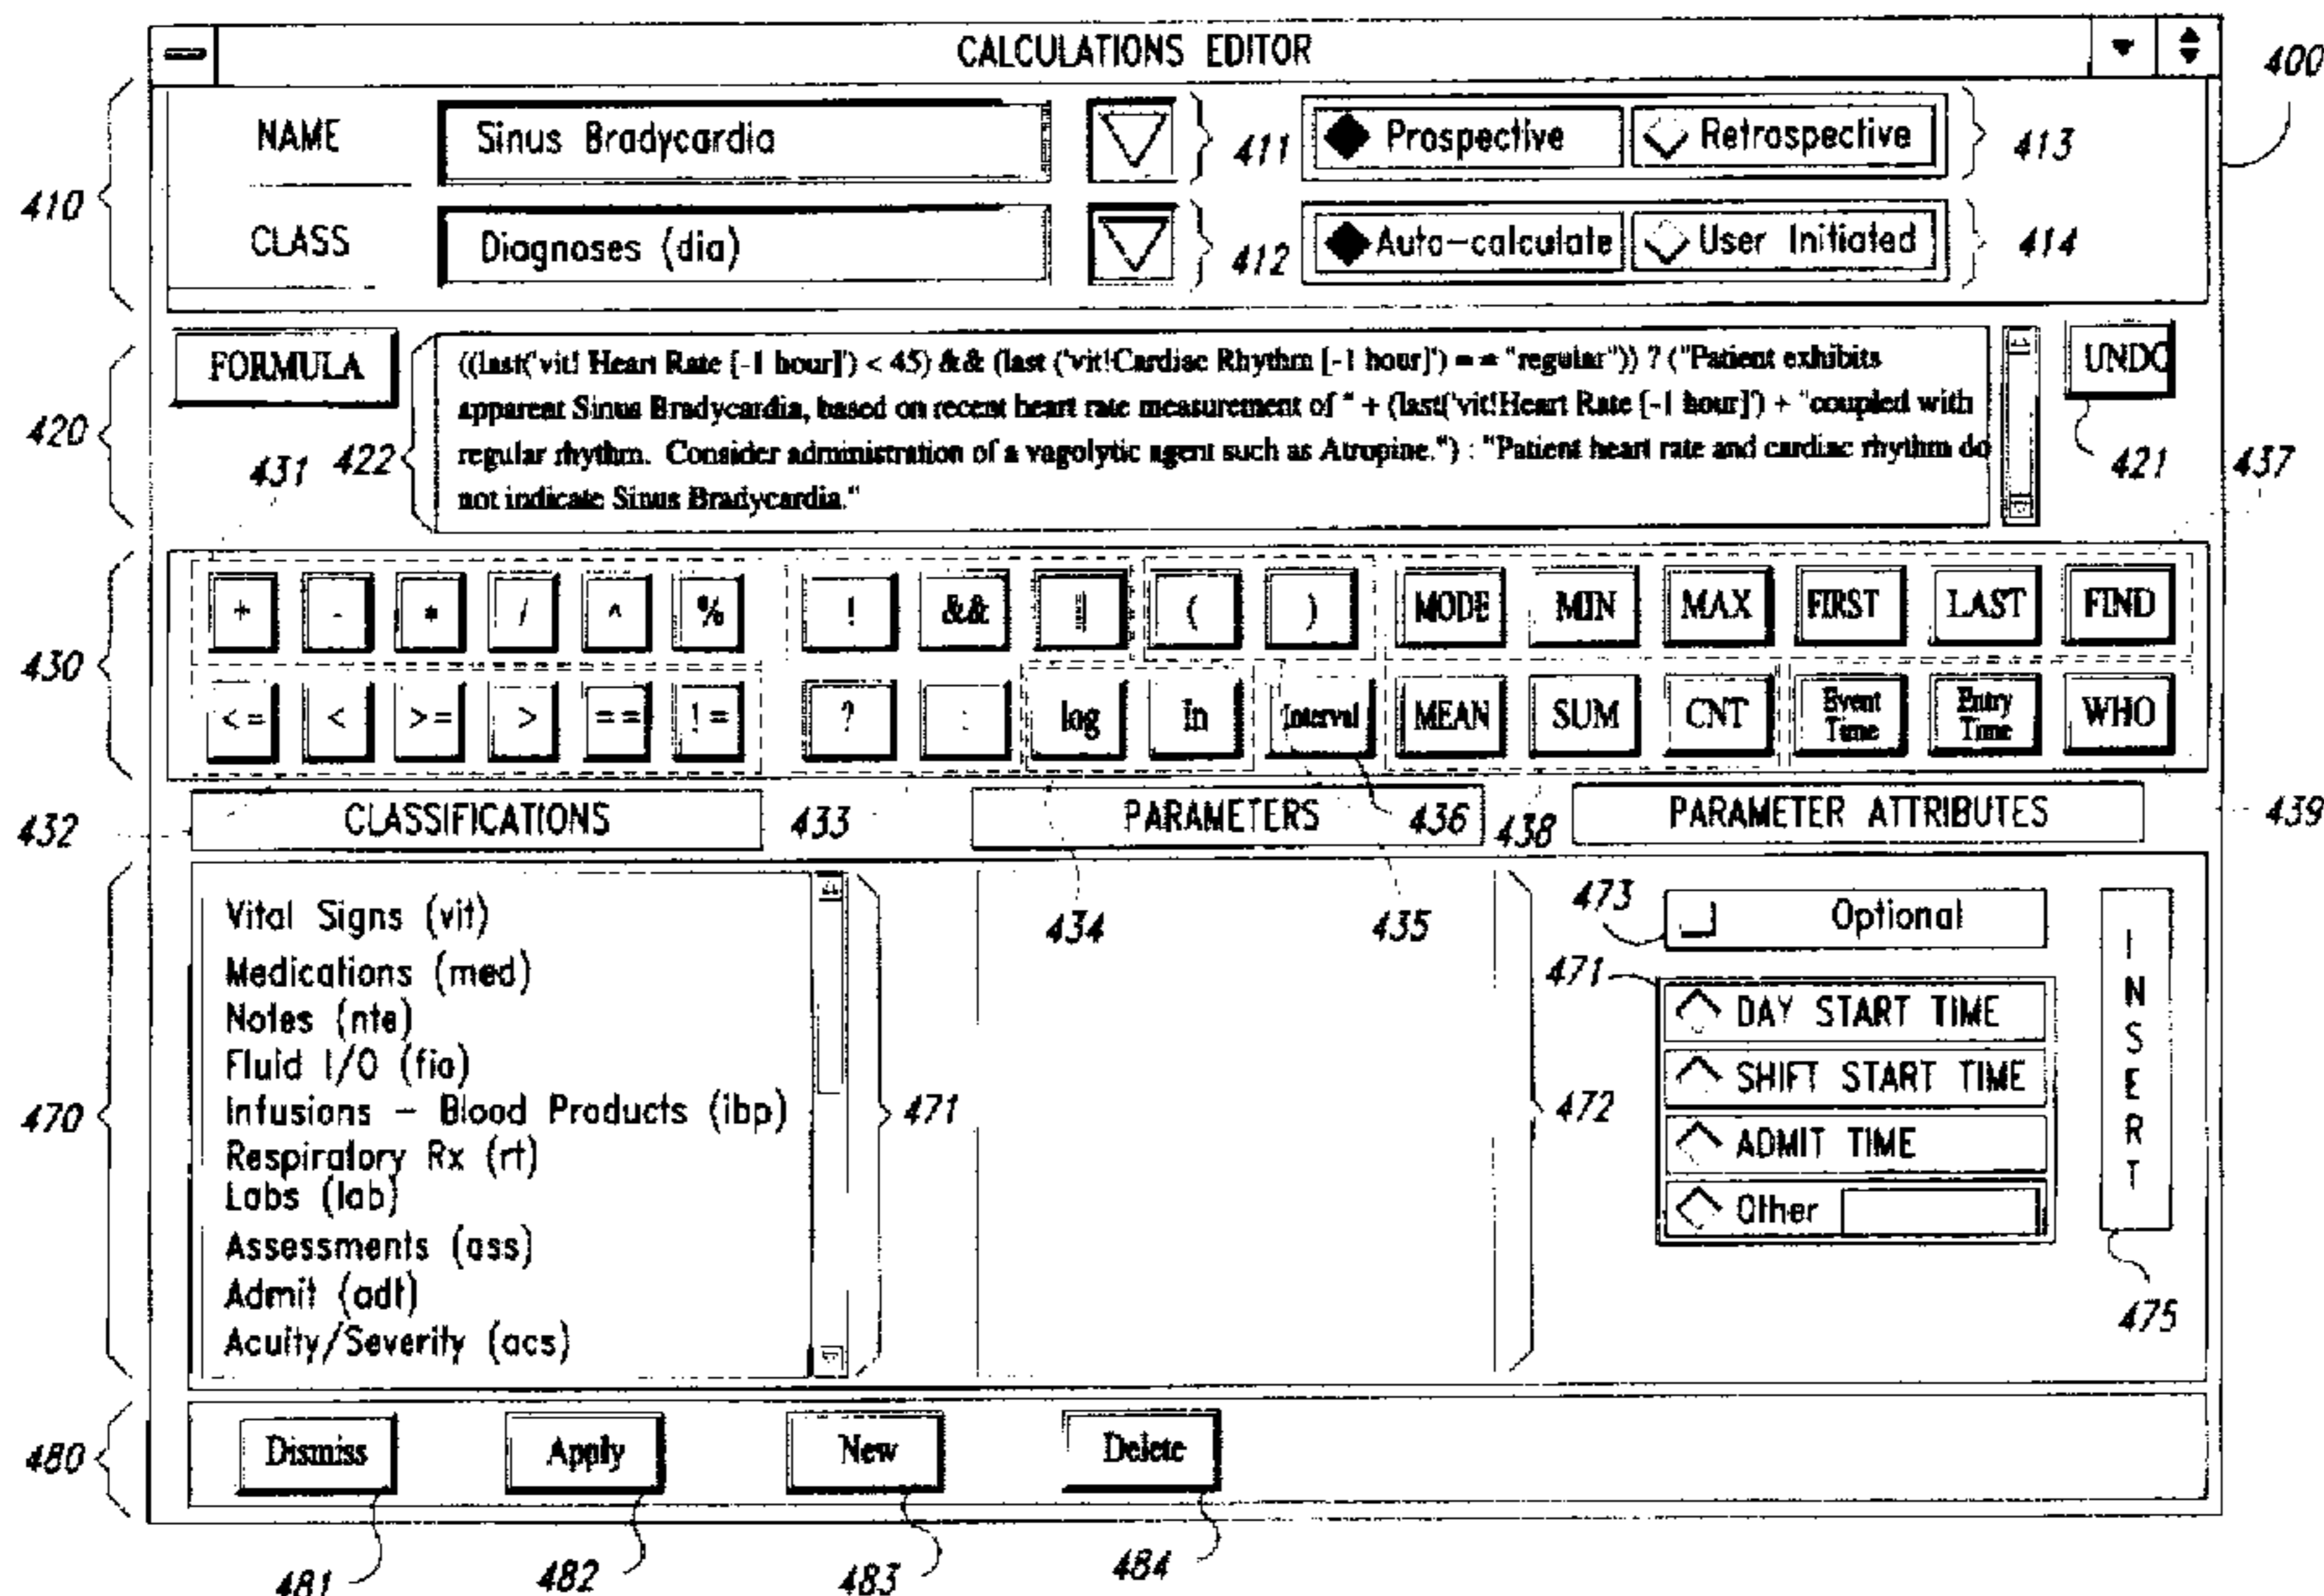 CALCULATIONS EDITOR
400
410
NAME
Sinus Bradycardia
411
Prospective
Retrospective
413
CLASS
Diagnoses (dia)
412
Auto-calculate
User Initiated
414
420
FORMULA
422
((last('vit! Heart Rate [-1 hour]') < 45) && (last ('vit!Cardiac Rhythm [-1 hour]') = = "regular")) ? ("Patient exhibits
apparent Sinus Bradycardia, based on recent heart rate measurement of " + (last('vit!Heart Rate [-1 hour]') + "coupled with
regular rhythm. Consider administration of a vagolytic agent such as Atropine.") : "Patient heart rate and cardiac rhythm do
not indicate Sinus Bradycardia."
UNDO
421
431
437
430
+ - * / ^ % ! && || ( ) MODE MIN MAX FIRST LAST FIND
<= < >= > == != ? : log ln Interval MEAN SUM CNT Event Time Entry Time WHO
432
CLASSIFICATIONS
433
PARAMETERS
436
438
PARAMETER ATTRIBUTES
439
434
435
470
Vital Signs (vit)
Medications (med)
Notes (nte)
Fluid I/O (fio)
Infusions - Blood Products (ibp)
Respiratory Rx (rt)
Labs (lab)
Assessments (ass)
Admit (adt)
Acuity/Severity (acs)
471
472
473
Optional
471
DAY START TIME
SHIFT START TIME
ADMIT TIME
Other
INSERT
475
480
Dismiss
Apply
New
Delete
481
482
483
484